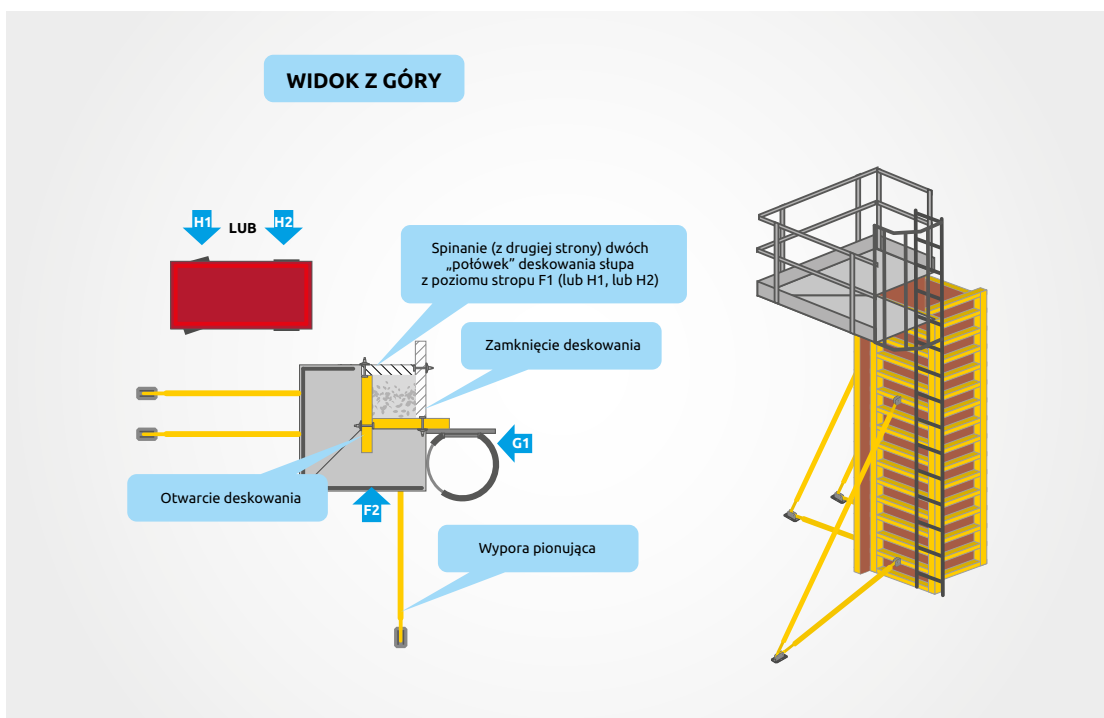 WIDOK Z GÓRY
H1 LUB H2
Spinanie (z drugiej strony) dwóch
„połówek” deskowania słupa
z poziomu stropu F1 (lub H1, lub H2)
Zamknięcie deskowania
G1
Otwarcie deskowania
F2
Wypora pionująca